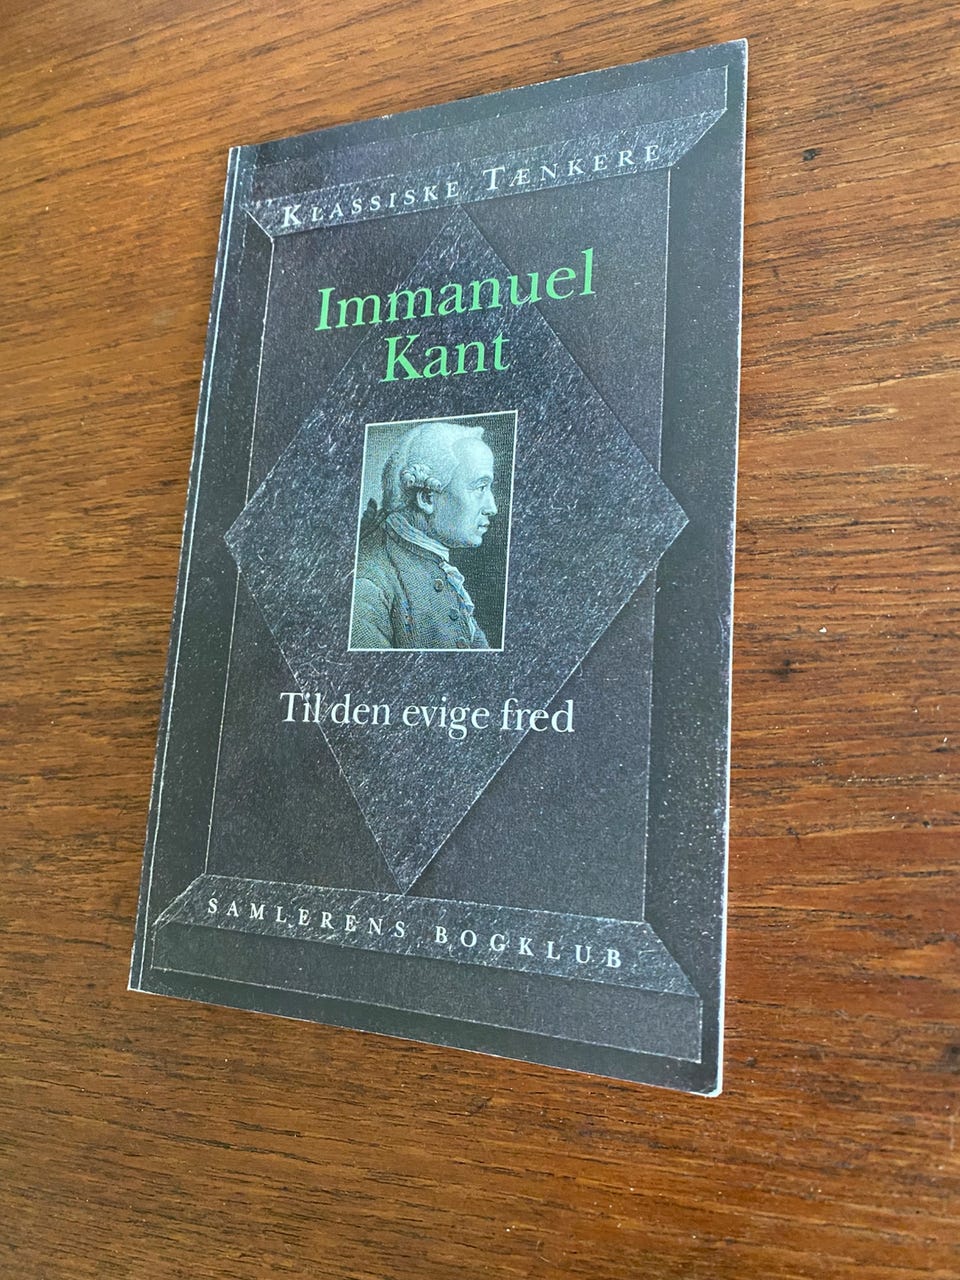 KLASSISKE TÆNKERE
Immanuel
Kant
Til den evige fred
SAMLERENS BOGKLUB